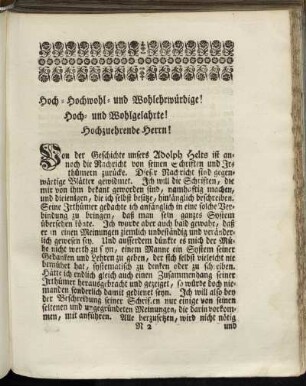 Hoch- Hochwohl- und Wohlehrwürdige!
Hoch- und Wohlgelahrte!
Hochzuehrende Herrn!
Von der Geschichte unsers Adolph Helds ist an-
noch die Nachricht von seinen Schriften und Irr-
thümern zurücke. Dieser Nachricht sind gegen-
wärtige Blätter gewidmet. Ich will die Schriften, die
mir von ihm bekant geworden sind, namhaftig machen,
und dieienigen, die ich selbst besitze, hinlänglich beschreiben.
Seine Irrthümer gedachte ich anfänglich in eine solche Ver-
bindung zu bringen, daß man sein ganzes System
übersehen könte. Ich wurde aber auch bald gewahr, daß
er in seinen Meinungen ziemlich unbeständig und veränder-
lich gewesen sey. Und ausserdem dünkte es mich der Mü-
he nicht werth zu seyn, einem Manne ein System seiner
Gedanken und Lehren zu geben, der sich selbst vieleicht nie
bemühet hat, systematisch zu denken oder zu schreiben.
Hätte ich endlich gleich auch einen Zusammenhang seiner
Irrthümer herausgebracht und gezeiget, so würde doch nie-
manden sonderlich damit gedienet seyn. Ich will also bey
der Beschreibung seiner Schriften nur einige von seinen
seltenen und ungegründeten Meinungen, die darin vorkom-
men, mit anführen. Alle herzusetzen, wird nicht nötig
N 2 und